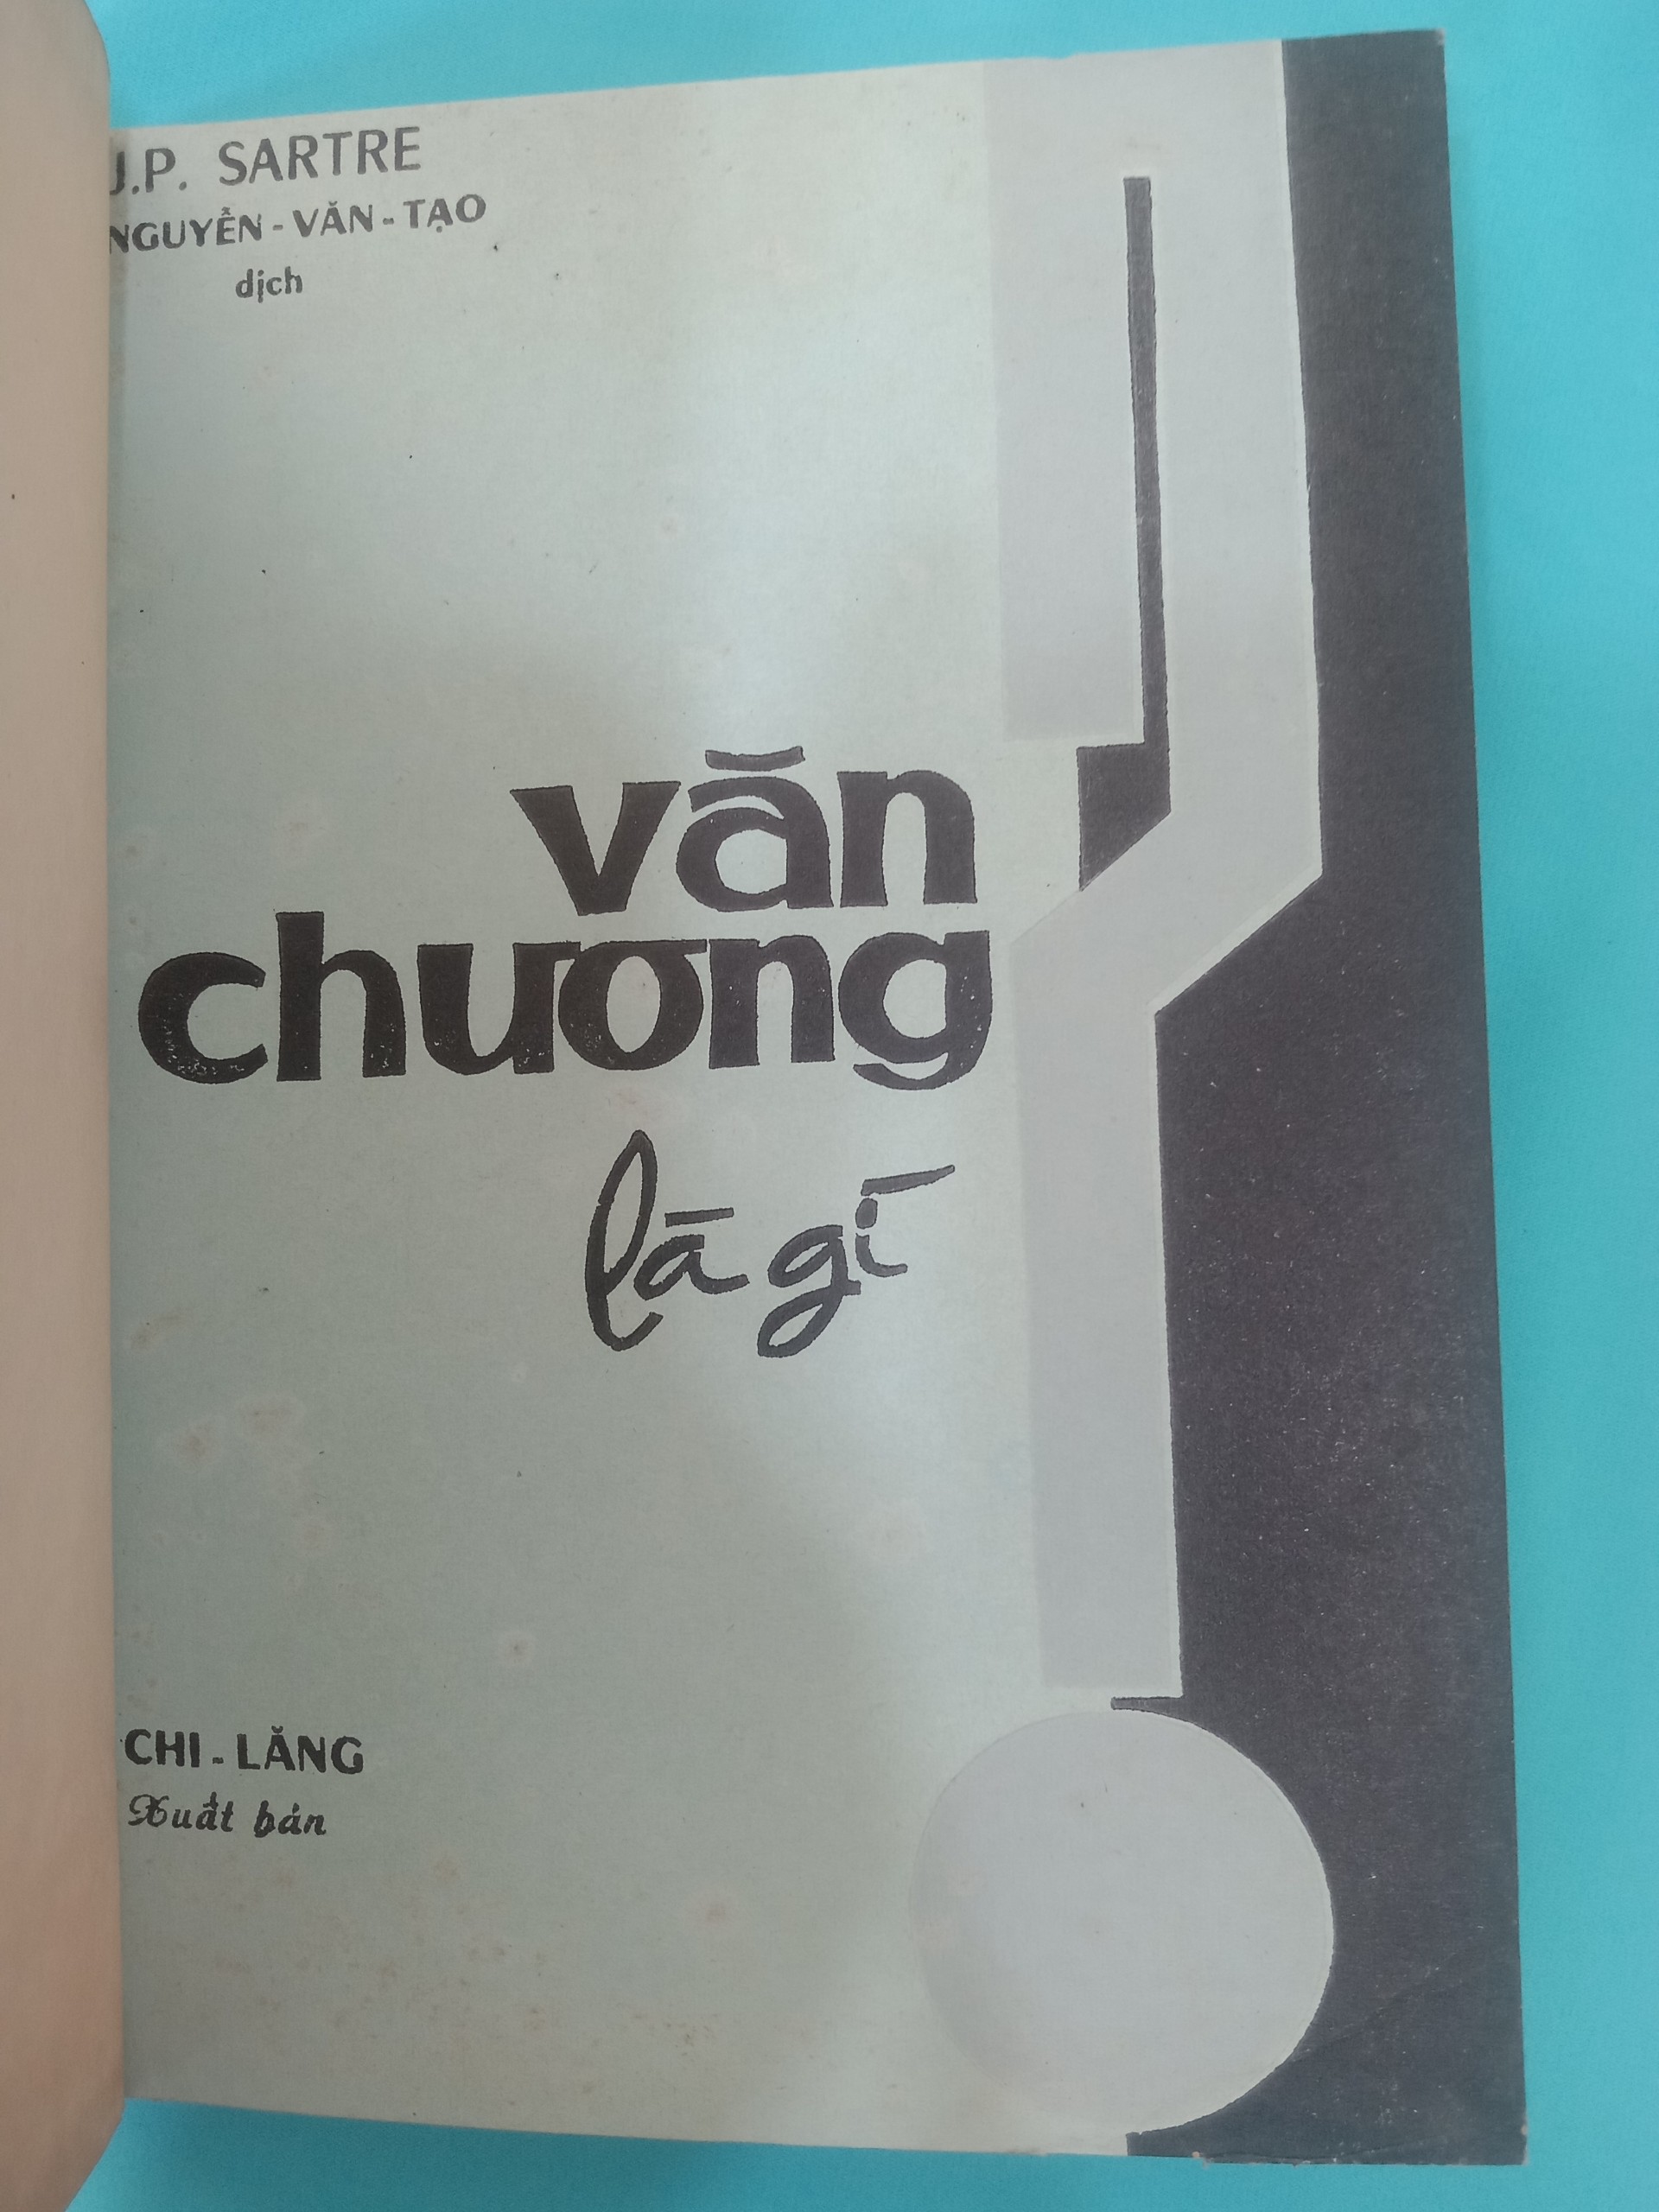 J.P. SARTRE
NGUYỄN - VĂN - TẠO
dịch
văn
chương
là gì
CHI - LĂNG
Xuất bản